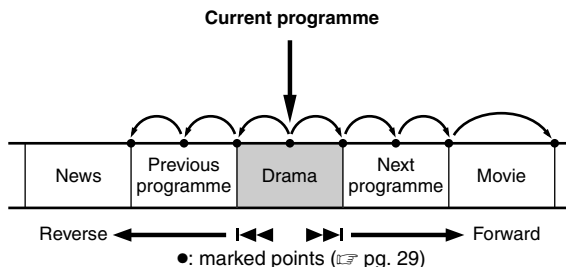 Current programme
News
Previous
programme
Drama
Next
programme
Movie
Reverse
Forward
●: marked points (☞ pg. 29)